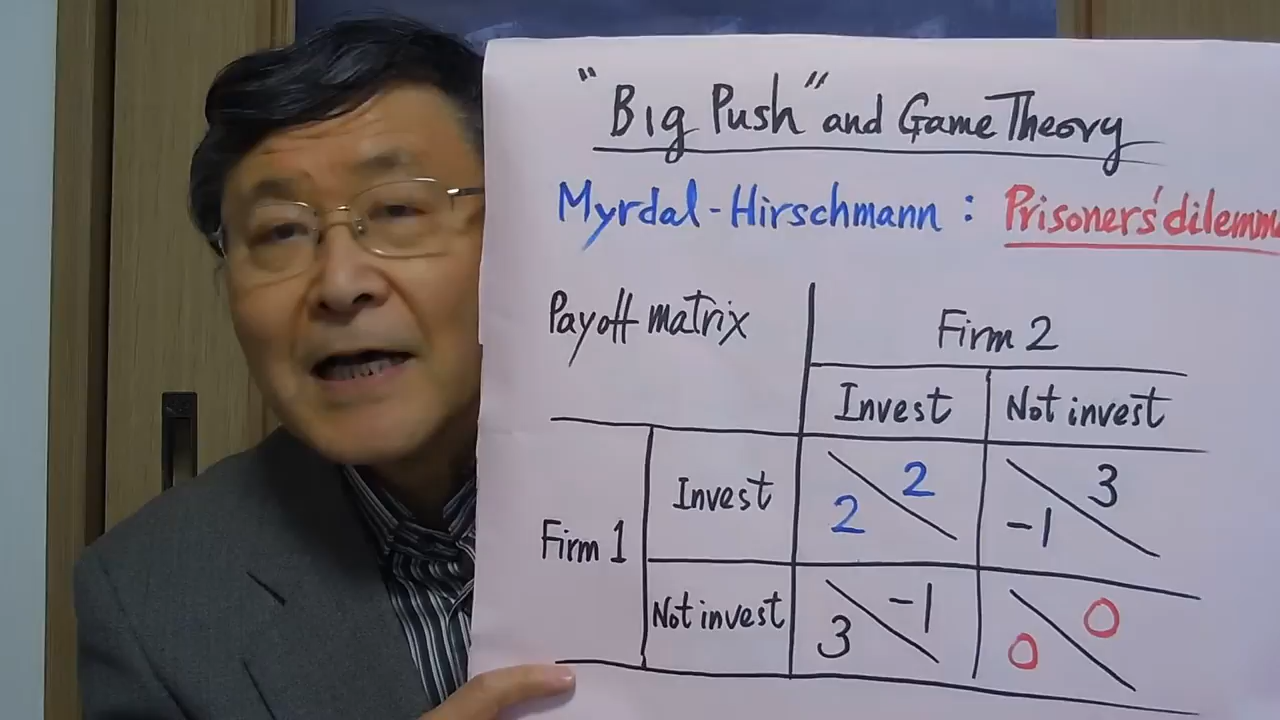 "Big Push" and Game Theory
Myrdal-Hirschmann : Prisoners' dilemm
Payoff matrix
Firm 2
Invest Not invest
Firm 1
Invest 2 2 -1 3
Not invest 3 -1 0 0